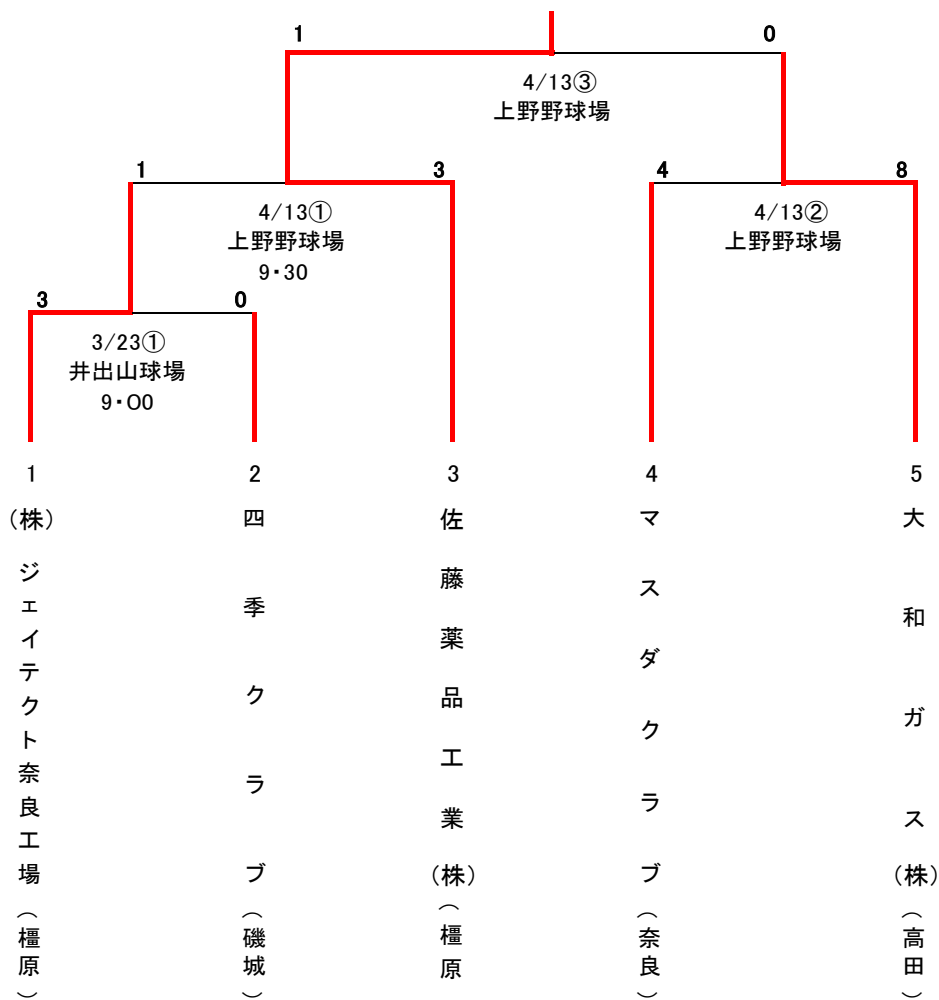 1
0
4/13③
上野野球場
1
3
4
8
4/13①
上野野球場
9・30
4/13②
上野野球場
3
0
3/23①
井出山球場
9・00
1
2
3
4
5
(株)ジェイテクト奈良工場(橿原)
四季クラブ(磯城)
佐藤薬品工業(株)(橿原
マスダクラブ(奈良)
大和ガス(株)(高田)